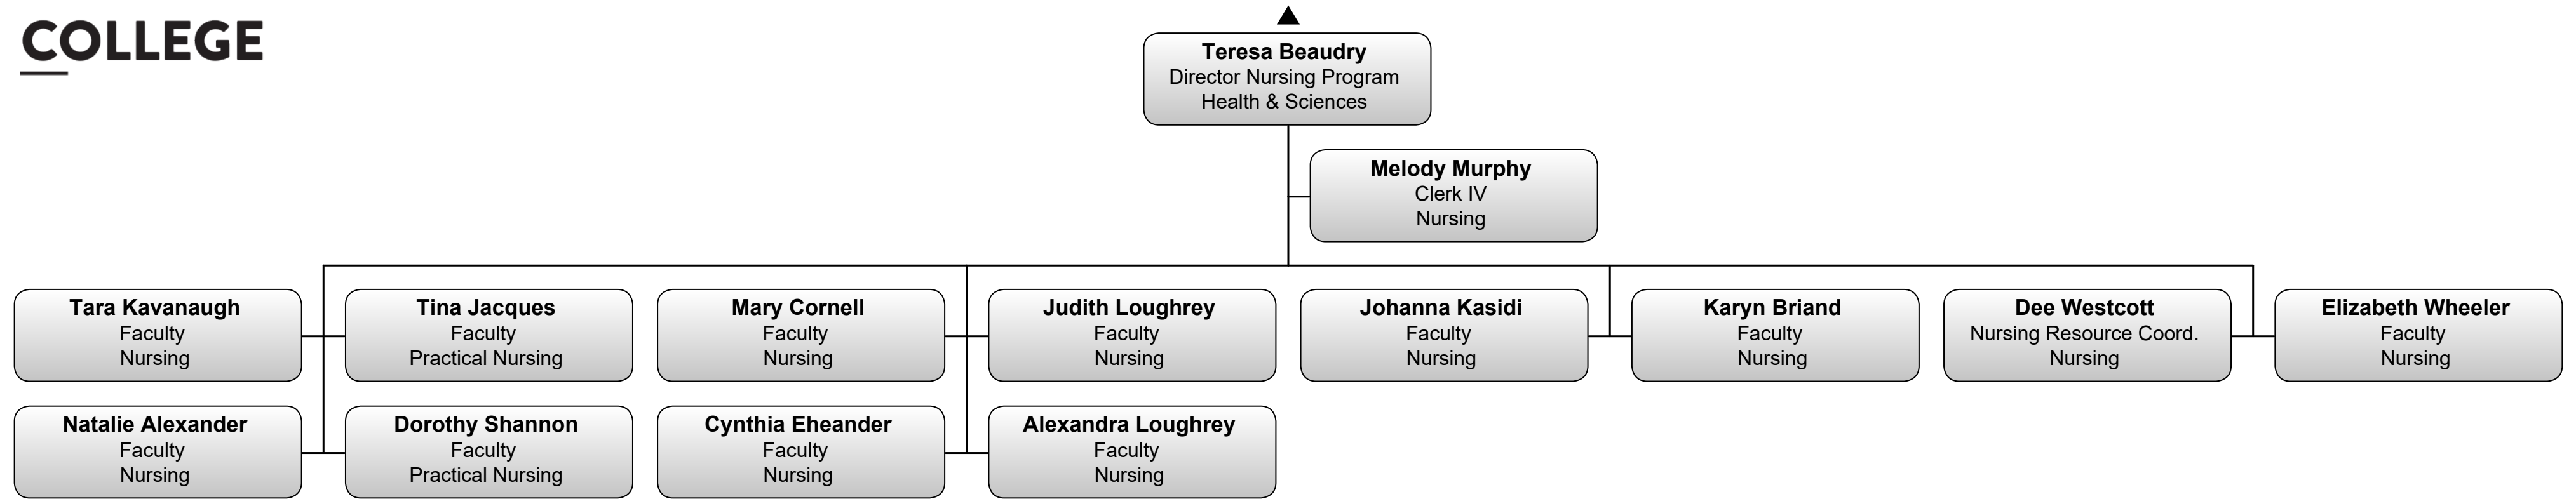 COLLEGE
Teresa Beaudry
Director Nursing Program
Health & Sciences
Melody Murphy
Clerk IV
Nursing
Tara Kavanaugh
Faculty
Nursing
Tina Jacques
Faculty
Practical Nursing
Mary Cornell
Faculty
Nursing
Judith Loughrey
Faculty
Nursing
Johanna Kasidi
Faculty
Nursing
Karyn Briand
Faculty
Nursing
Dee Westcott
Nursing Resource Coord.
Nursing
Elizabeth Wheeler
Faculty
Nursing
Natalie Alexander
Faculty
Nursing
Dorothy Shannon
Faculty
Practical Nursing
Cynthia Eheander
Faculty
Nursing
Alexandra Loughrey
Faculty
Nursing